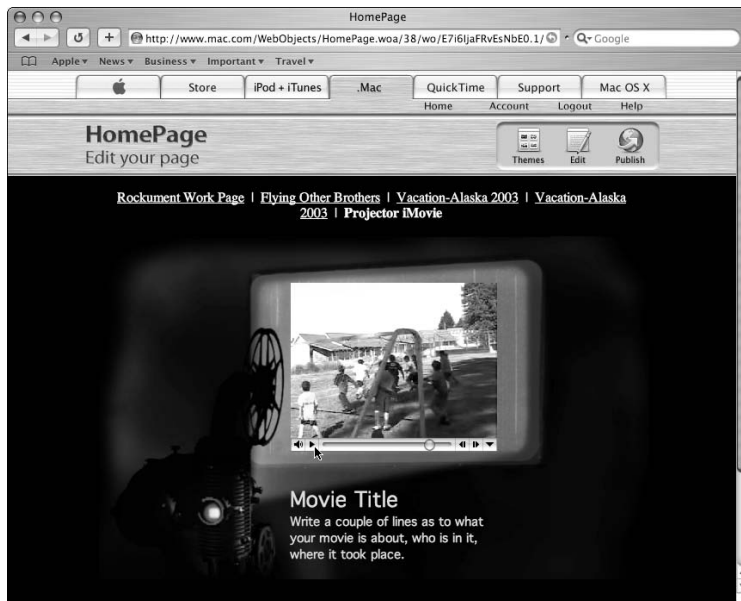 HomePage
http://www.mac.com/WebObjects/HomePage.woa/38/wo/E7i6IjaFRvEsNbE0.1/
Google
Apple News Business Important Travel
Store iPod + iTunes .Mac QuickTime Support Mac OS X
Home Account Logout Help
HomePage
Edit your page
Themes Edit Publish
Rockument Work Page | Flying Other Brothers | Vacation-Alaska 2003 | Vacation-Alaska
2003 | Projector iMovie
Movie Title
Write a couple of lines as to what
your movie is about, who is in it,
where it took place.